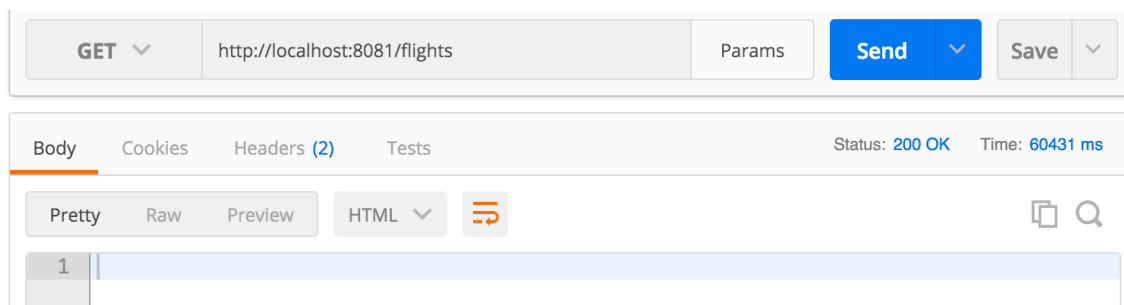 GET http://localhost:8081/flights Params Send Save
Body Cookies Headers (2) Tests Status: 200 OK Time: 60431 ms
Pretty Raw Preview HTML
1